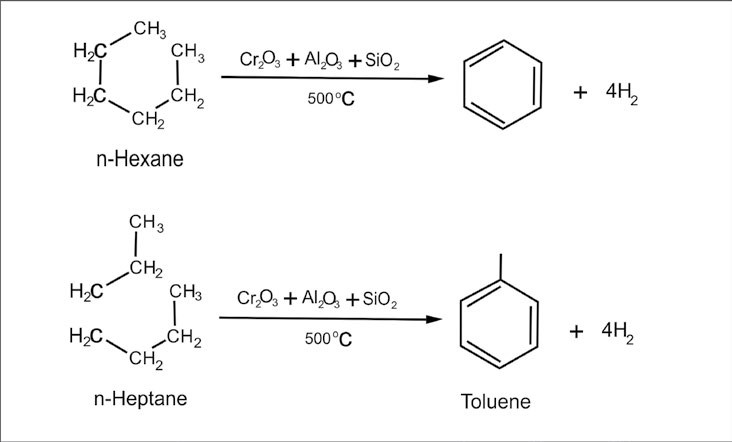 CH₃
H₂C CH₃
Cr₂O₃ + Al₂O₃ + SiO₂
H₂C CH₂
500°C
+ 4H₂
CH₂
n-Hexane
CH₃
CH₂
H₂C CH₃
Cr₂O₃ + Al₂O₃ + SiO₂
H₂C CH₂
500°C
+ 4H₂
CH₂
n-Heptane
Toluene